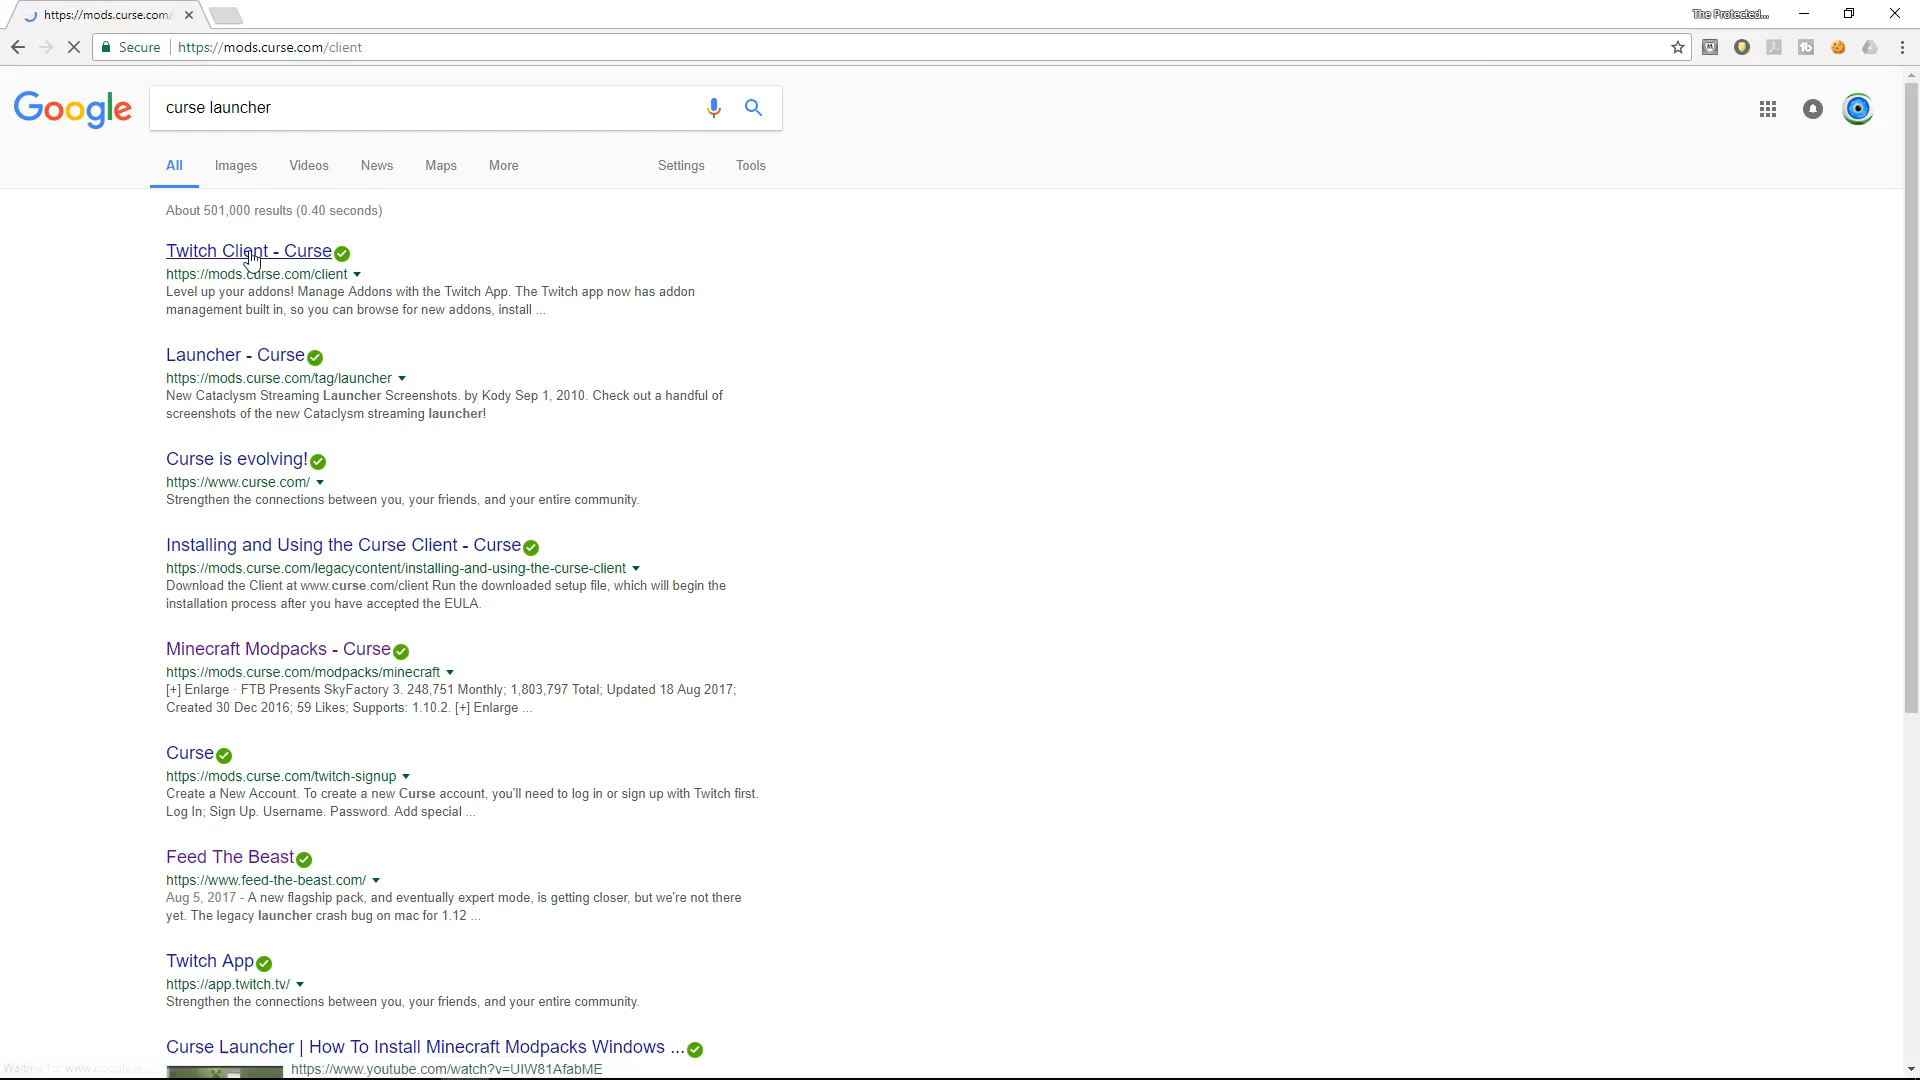 https://mods.curse.com/
The Protected...
Secure
https://mods.curse.com/client
Google
curse launcher
All
Images
Videos
News
Maps
More
Settings
Tools
About 501,000 results (0.40 seconds)
Twitch Client - Curse
https://mods.curse.com/client
Level up your addons! Manage Addons with the Twitch App. The Twitch app now has addon
management built in, so you can browse for new addons, install ...
Launcher - Curse
https://mods.curse.com/tag/launcher
New Cataclysm Streaming Launcher Screenshots. by Kody Sep 1, 2010. Check out a handful of
screenshots of the new Cataclysm streaming launcher!
Curse is evolving!
https://www.curse.com/
Strengthen the connections between you, your friends, and your entire community.
Installing and Using the Curse Client - Curse
https://mods.curse.com/legacycontent/installing-and-using-the-curse-client
Download the Client at www.curse.com/client Run the downloaded setup file, which will begin the
installation process after you have accepted the EULA.
Minecraft Modpacks - Curse
https://mods.curse.com/modpacks/minecraft
[+] Enlarge · FTB Presents SkyFactory 3. 248,751 Monthly; 1,803,797 Total; Updated 18 Aug 2017;
Created 30 Dec 2016; 59 Likes; Supports: 1.10.2. [+] Enlarge ...
Curse
https://mods.curse.com/twitch-signup
Create a New Account. To create a new Curse account, you'll need to log in or sign up with Twitch first.
Log In; Sign Up. Username. Password. Add special ...
Feed The Beast
https://www.feed-the-beast.com/
Aug 5, 2017 - A new flagship pack, and eventually expert mode, is getting closer, but we're not there
yet. The legacy launcher crash bug on mac for 1.12 ...
Twitch App
https://app.twitch.tv/
Strengthen the connections between you, your friends, and your entire community.
Curse Launcher | How To Install Minecraft Modpacks Windows ...
https://www.youtube.com/watch?v=UIW81AfabME
Waiting for www.google.ie...